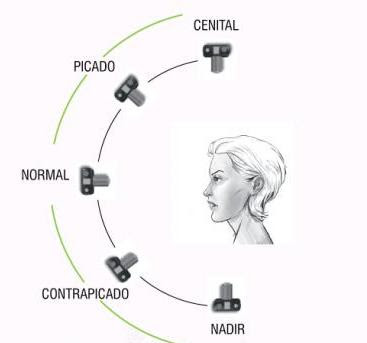 CENITAL
PICADO
NORMAL
CONTRAPICADO
NADIR